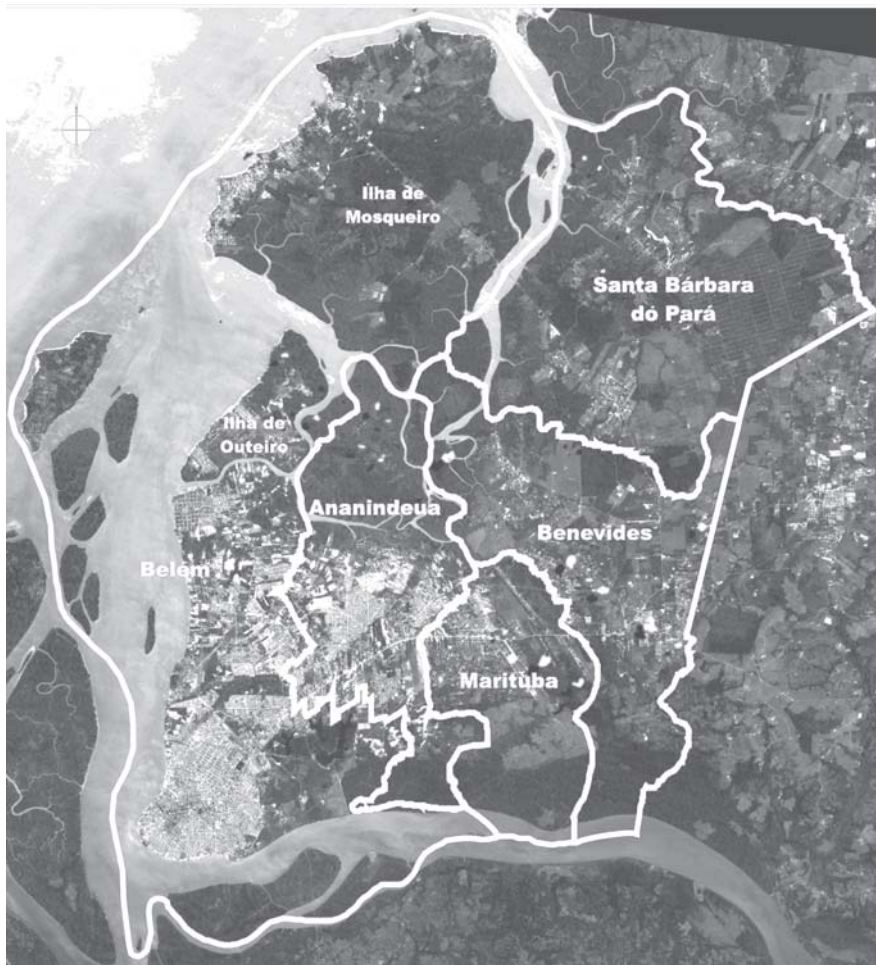 Ilha de
Mosqueiro
Santa Bárbara
do Pará
Ilha de
Outeiro
Ananindeua
Benevides
Belém
Marituba